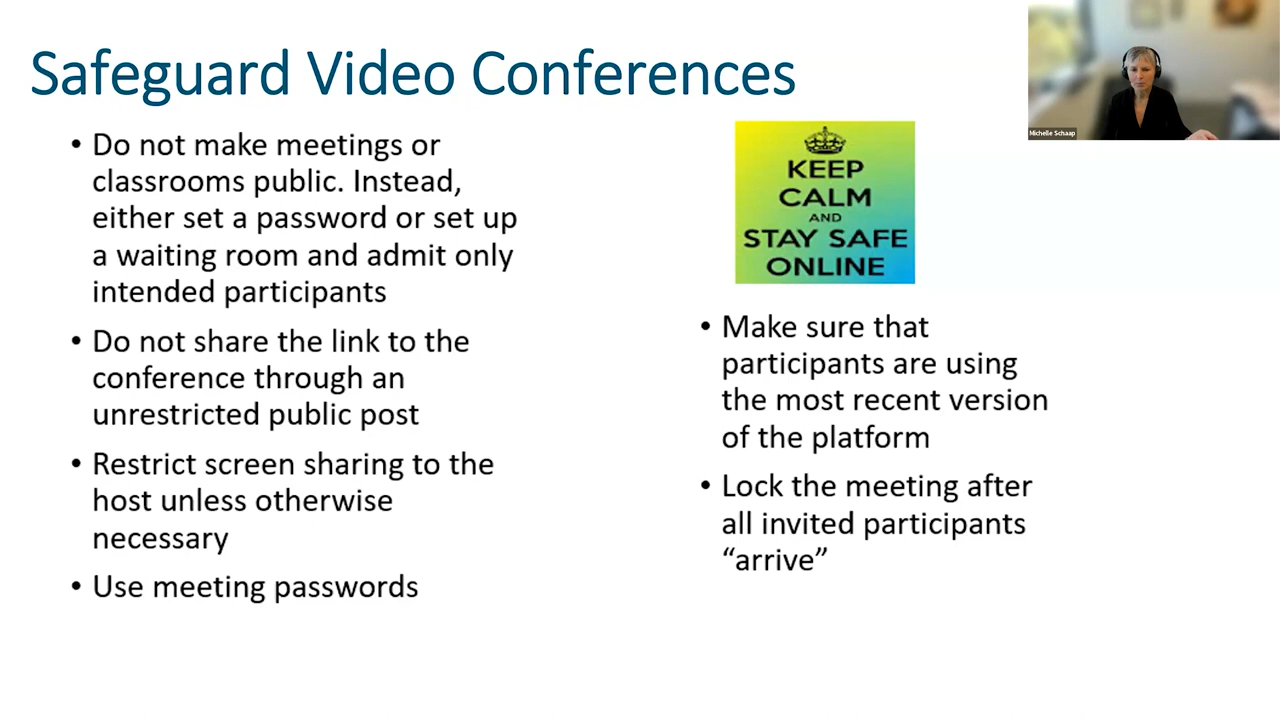 Safeguard Video Conferences
• Do not make meetings or
classrooms public. Instead,
either set a password or set up
a waiting room and admit only
intended participants
• Do not share the link to the
conference through an
unrestricted public post
• Restrict screen sharing to the
host unless otherwise
necessary
• Use meeting passwords
KEEP
CALM
AND
STAY SAFE
ONLINE
• Make sure that
participants are using
the most recent version
of the platform
• Lock the meeting after
all invited participants
“arrive”
Michelle Schaap